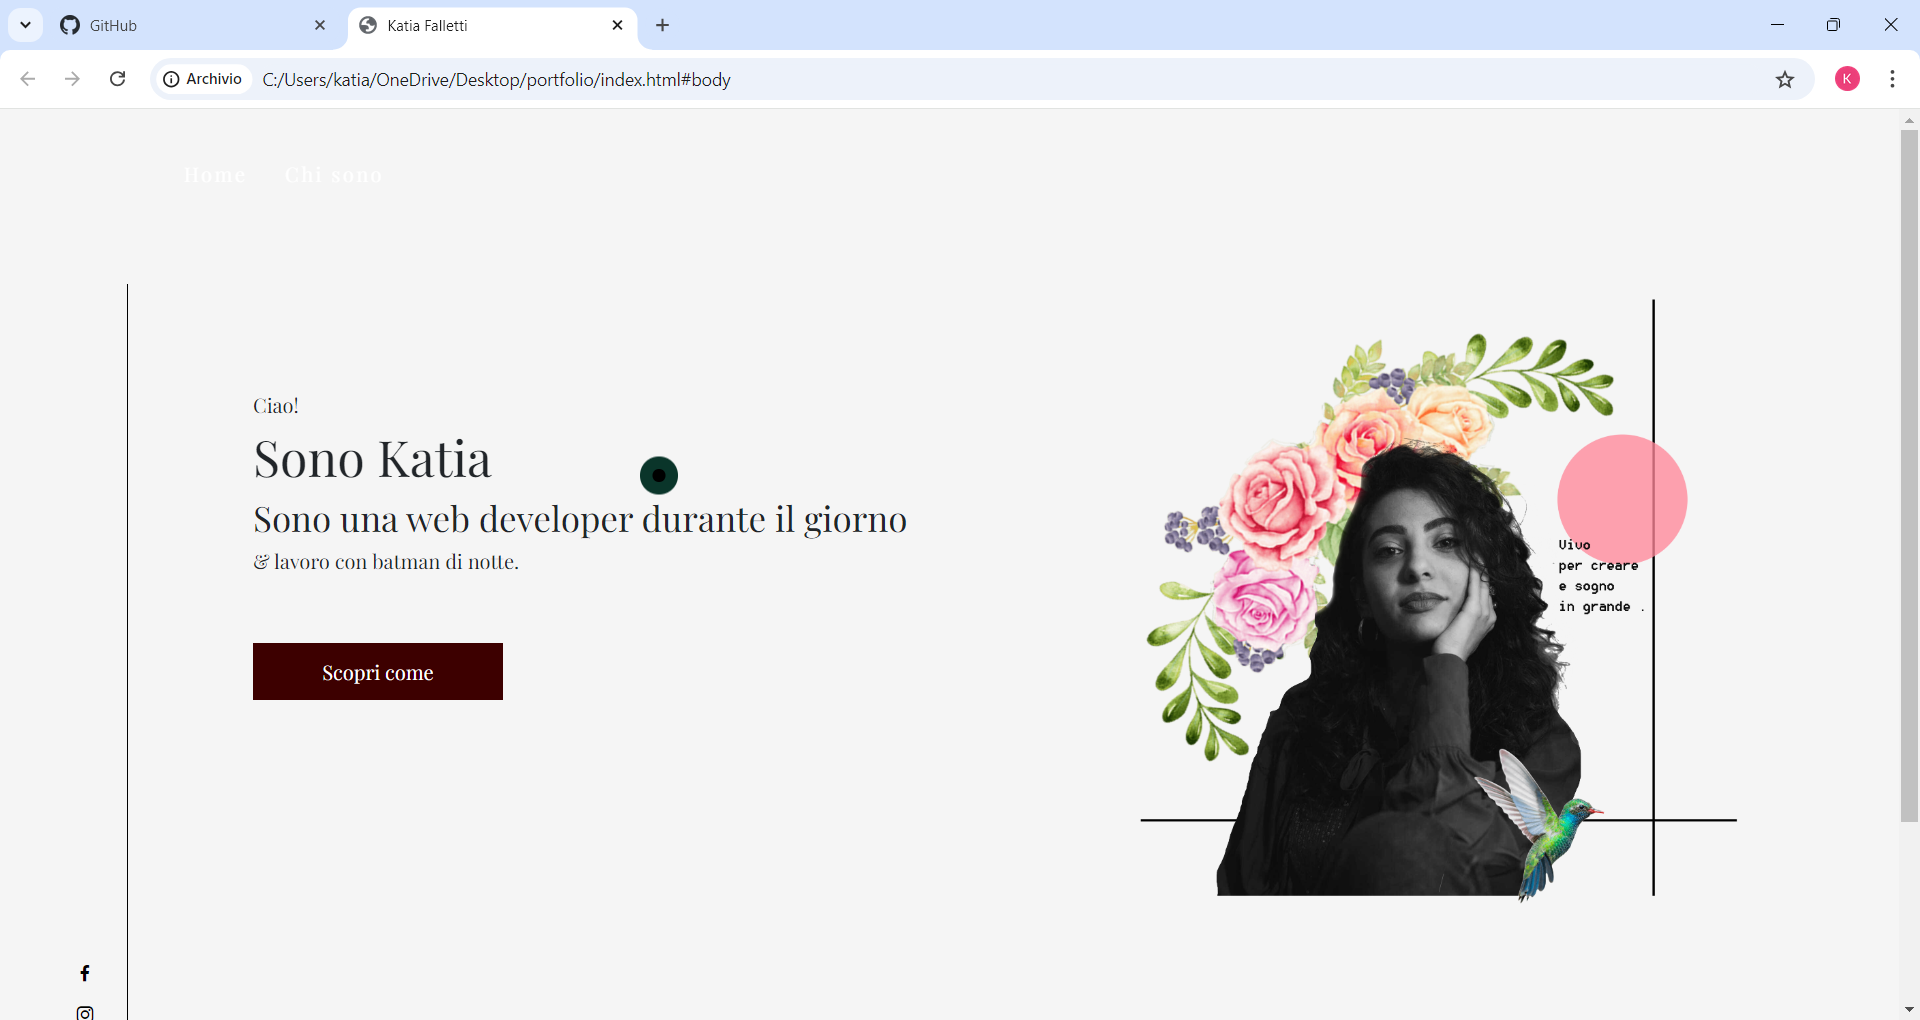 GitHub
Katia Falletti
Archivio
C:/Users/katia/OneDrive/Desktop/portfolio/index.html#body
K
Home
Chi sono
Ciao!
Sono Katia
Sono una web developer durante il giorno
& lavoro con batman di notte.
Scopri come
Vivo
per creare
e sogno
in grande .